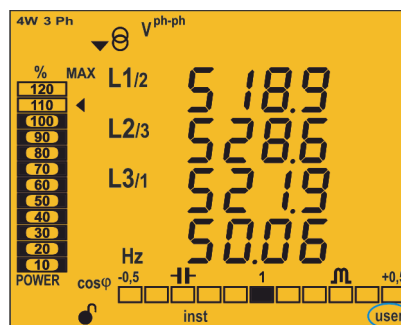 4W 3 Ph
V ph-ph
% MAX L1/2 518.9
120
110
100
90
80
70
60
50
40
30
20
10
L2/3 528.6
L3/1 521.9
Hz 50.06
POWER cosφ -0,5 1 +0,5
inst user